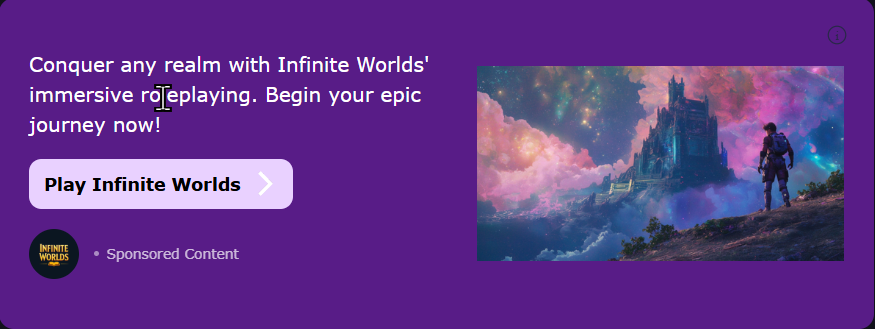 Conquer any realm with Infinite Worlds'
immersive roleplaying. Begin your epic
journey now!
Play Infinite Worlds
INFINITE
WORLDS
• Sponsored Content